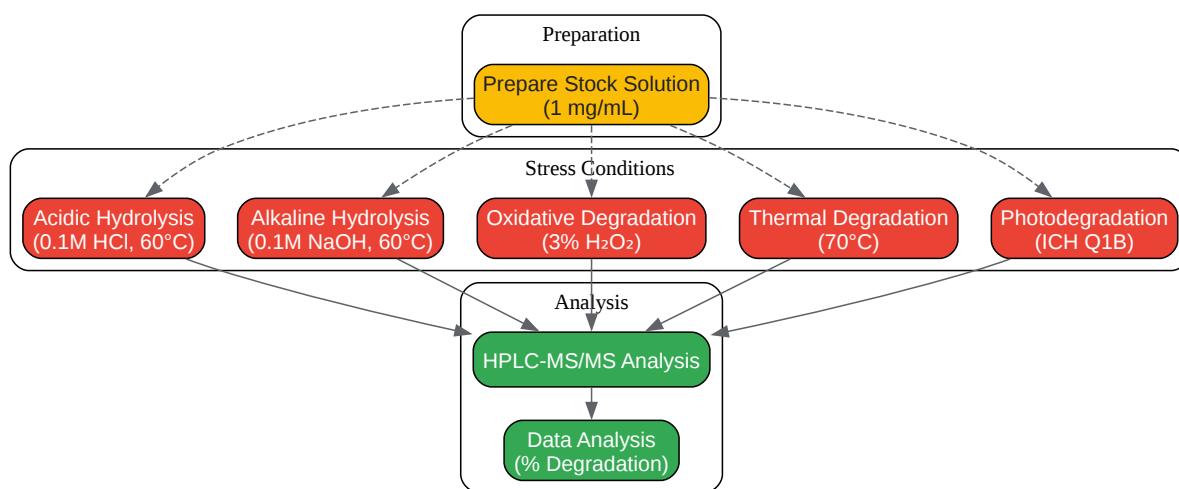 Preparation
Prepare Stock Solution
(1 mg/mL)
Stress Conditions
Acidic Hydrolysis
(0.1M HCl, 60°C)
Alkaline Hydrolysis
(0.1M NaOH, 60°C)
Oxidative Degradation
(3% H₂O₂)
Thermal Degradation
(70°C)
Photodegradation
(ICH Q1B)
Analysis
HPLC-MS/MS Analysis
Data Analysis
(% Degradation)